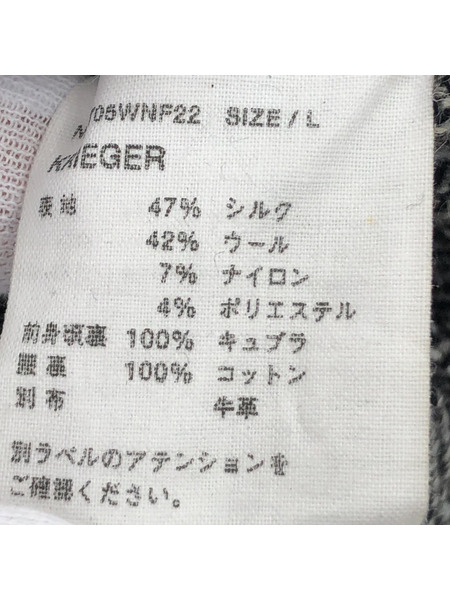 05WNF22 SIZE/L
KRIEGER
表地 47% シルク
42% ウール
7% ナイロン
4% ポリエステル
前身頃裏 100% キュプラ
腰裏 100% コットン
別布 牛革
別ラベルのアテンションを
ご確認ください。